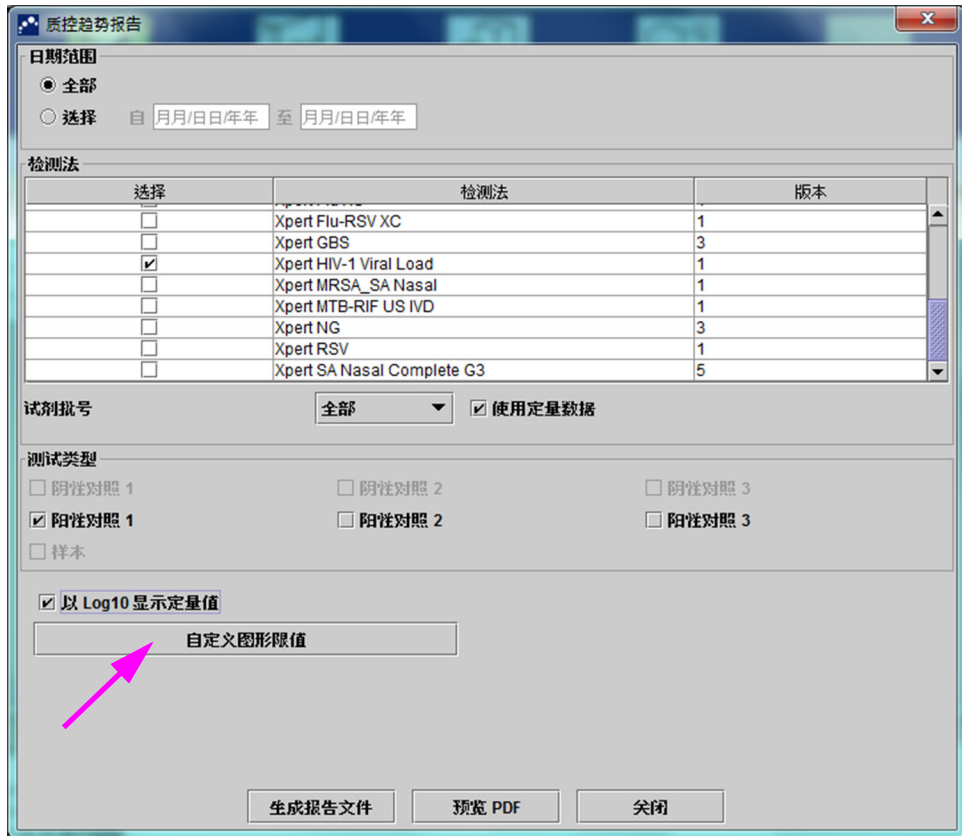 质控趋势报告
日期范围
全部
选择 自 月月/日日/年年 至 月月/日日/年年
检测法
选择 检测法 版本
Xpert Flu-RSV XC 1
Xpert GBS 3
Xpert HIV-1 Viral Load 1
Xpert MRSA_SA Nasal 1
Xpert MTB-RIF US IVD 1
Xpert NG 3
Xpert RSV 1
Xpert SA Nasal Complete G3 5
试剂批号 全部 使用定量数据
测试类型
阴性对照 1 阴性对照 2 阴性对照 3
阳性对照 1 阳性对照 2 阳性对照 3
样本
以 Log10 显示定量值
自定义图形限值
生成报告文件 预览 PDF 关闭